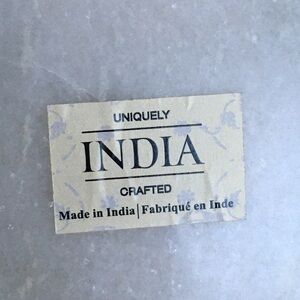 UNIQUELY
INDIA
CRAFTED
Made in India| Fabriqué en Inde